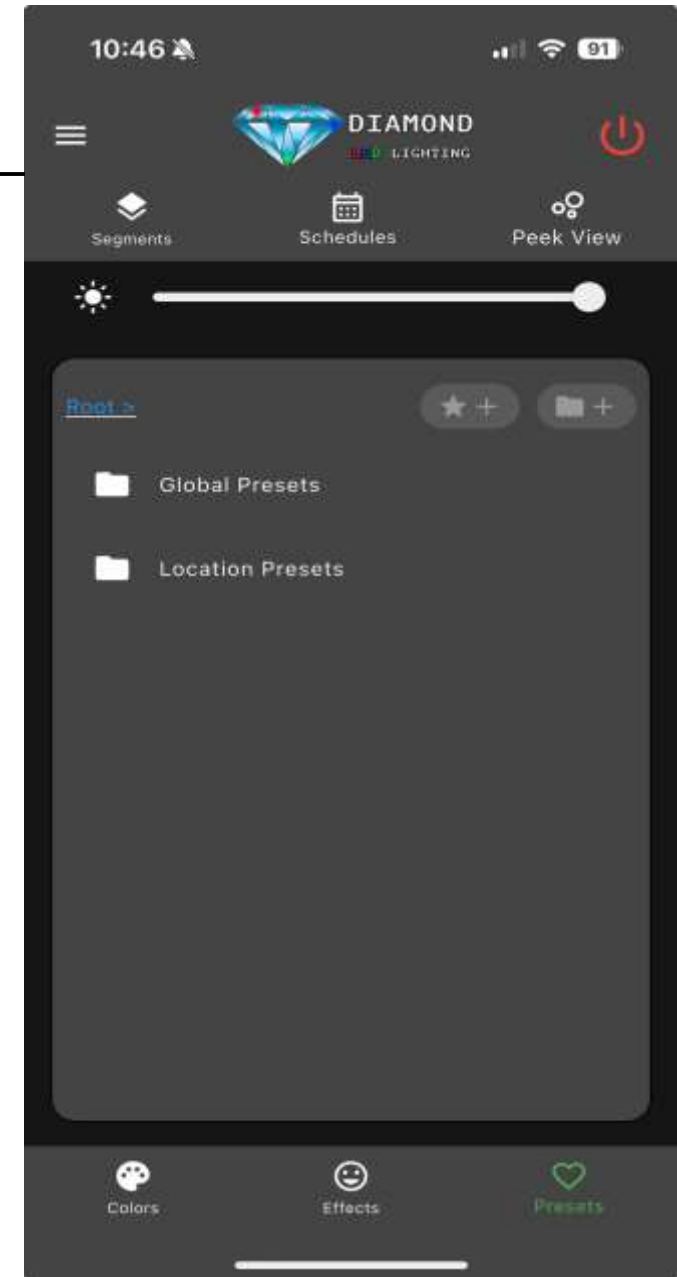 10:46
91
DIAMOND
LIGHTING
Segments
Schedules
Peek View
Root >
Global Presets
Location Presets
Colors
Effects
Presets